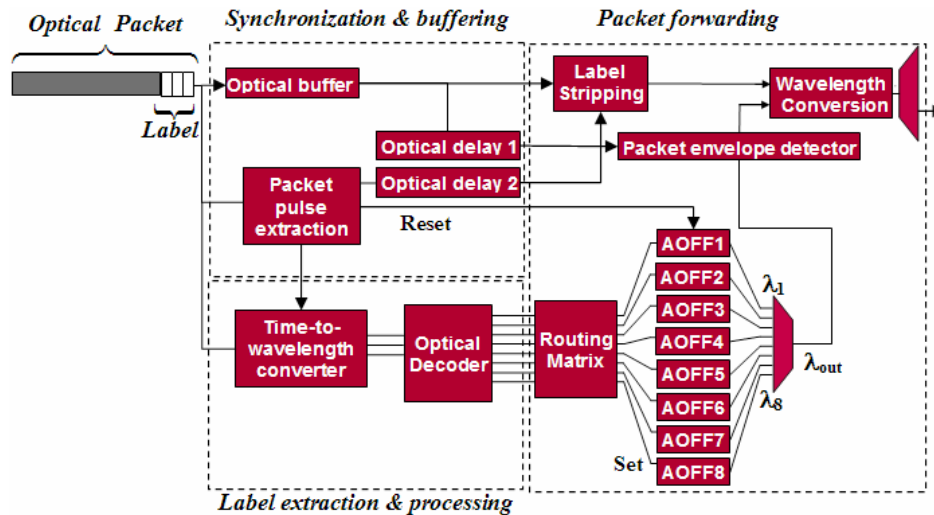 Synchronization & buffering
Packet forwarding
Optical Packet
Label
Optical buffer
Label
Stripping
Wavelength
Conversion
Optical delay 1
Packet envelope detector
Optical delay 2
Packet
pulse
extraction
Reset
AOFF1
AOFF2
AOFF3
AOFF4
AOFF5
AOFF6
AOFF7
AOFF8
λ1
λout
λ8
Time-to-
wavelength
converter
Optical
Decoder
Routing
Matrix
Set
Label extraction & processing